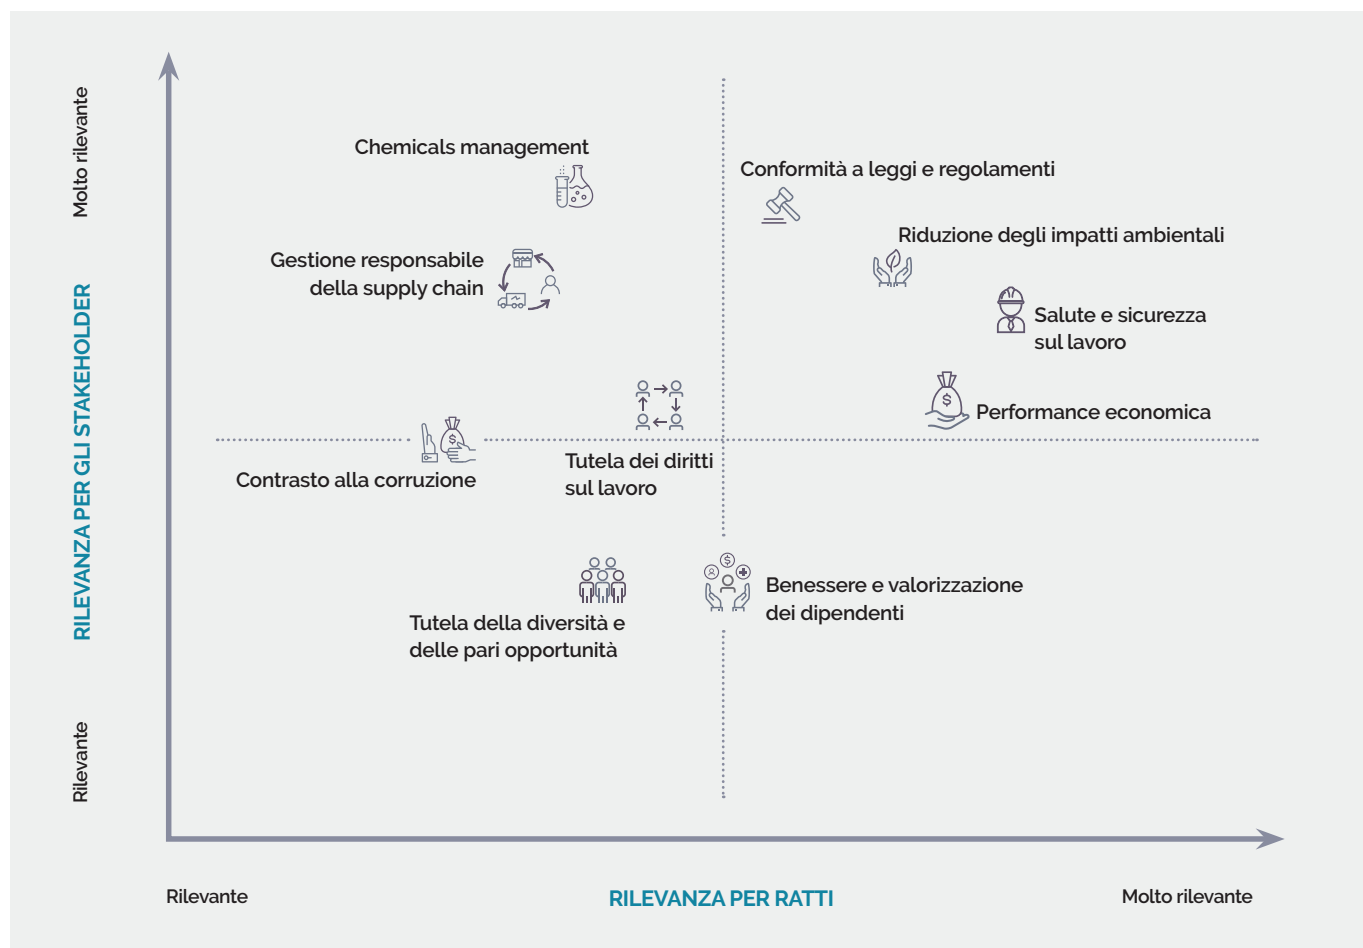 Molto rilevante
RILEVANZA PER GLI STAKEHOLDER
Rilevante
Chemicals management
Conformità a leggi e regolamenti
Riduzione degli impatti ambientali
Gestione responsabile
della supply chain
Salute e sicurezza
sul lavoro
Performance economica
Contrasto alla corruzione
Tutela dei diritti
sul lavoro
Benessere e valorizzazione
dei dipendenti
Tutela della diversità e
delle pari opportunità
Rilevante
RILEVANZA PER RATTI
Molto rilevante